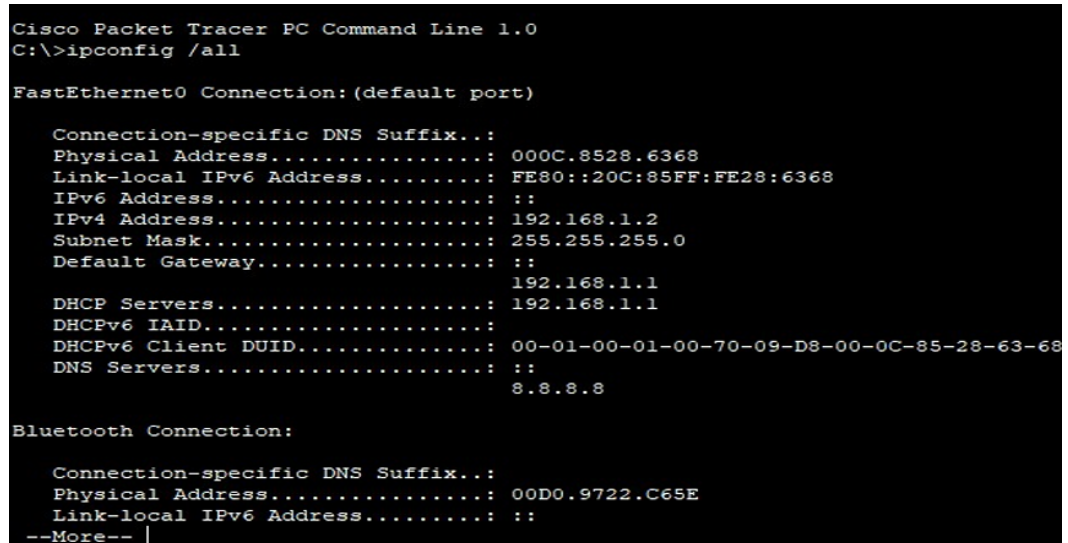 Cisco Packet Tracer PC Command Line 1.0
C:\>ipconfig /all
FastEthernet0 Connection:(default port)
Connection-specific DNS Suffix..:
Physical Address................: 000C.8528.6368
Link-local IPv6 Address.........: FE80::20C:85FF:FE28:6368
IPv6 Address....................: ::
IPv4 Address....................: 192.168.1.2
Subnet Mask.....................: 255.255.255.0
Default Gateway.................: ::
192.168.1.1
DHCP Servers....................: 192.168.1.1
DHCPv6 IAID.....................:
DHCPv6 Client DUID..............: 00-01-00-01-00-70-09-D8-00-0C-85-28-63-68
DNS Servers.....................: ::
8.8.8.8
Bluetooth Connection:
Connection-specific DNS Suffix..:
Physical Address................: 00D0.9722.C65E
Link-local IPv6 Address.........: ::
--More--